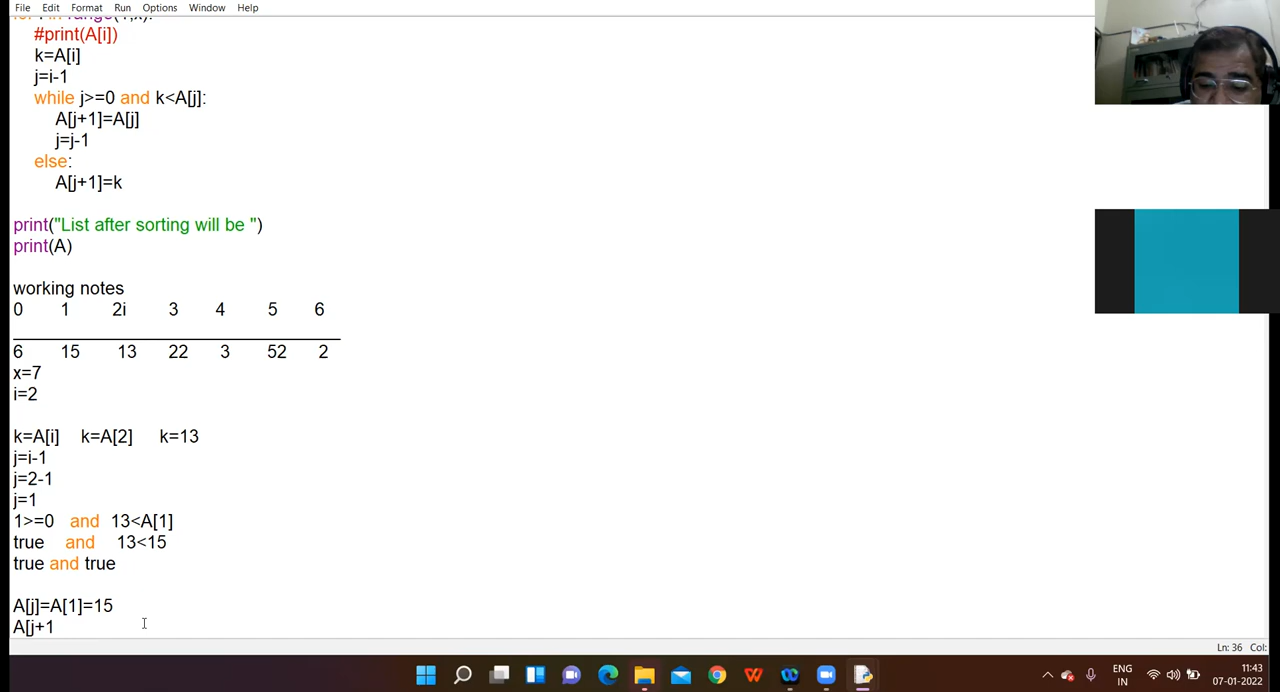 File Edit Format Run Options Window Help
#print(A[i])
k=A[i]
j=i-1
while j>=0 and k<A[j]:
A[j+1]=A[j]
j=j-1
else:
A[j+1]=k
print("List after sorting will be ")
print(A)
working notes
0 1 2i 3 4 5 6
6 15 13 22 3 52 2
x=7
i=2
k=A[i] k=A[2] k=13
j=i-1
j=2-1
j=1
1>=0 and 13<A[1]
true and 13<15
true and true
A[j]=A[1]=15
A[j+1
Ln: 36 Col:
ENG
IN
11:43
07-01-2022